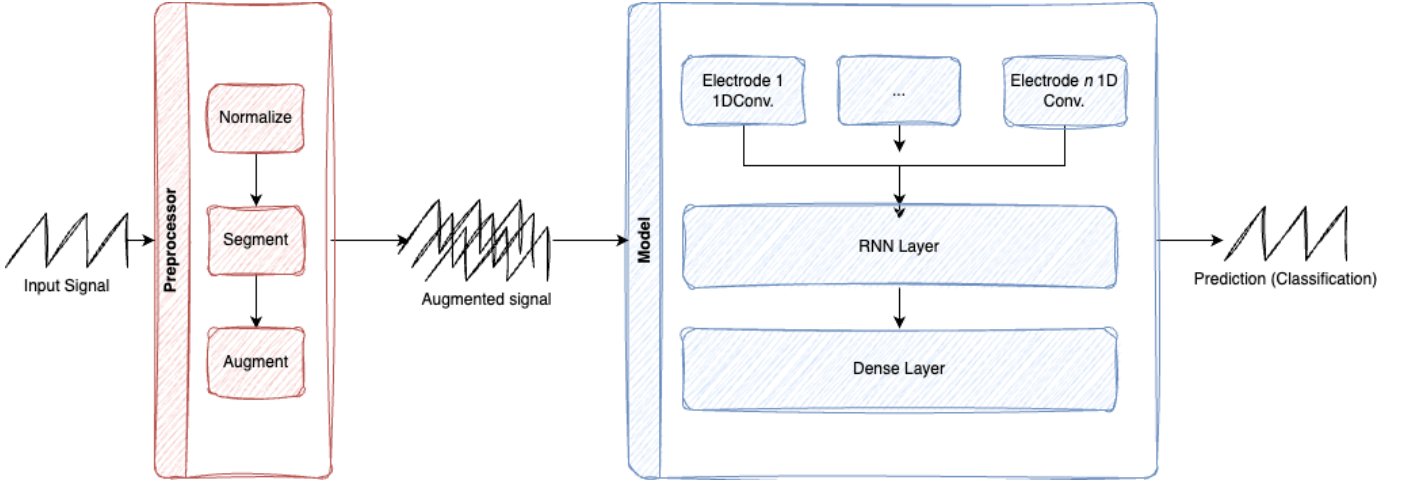 Input Signal
Preprocessor
Normalize
Segment
Augment
Augmented signal
Model
Electrode 1
1DConv.
...
Electrode n 1D
Conv.
RNN Layer
Dense Layer
Prediction (Classification)